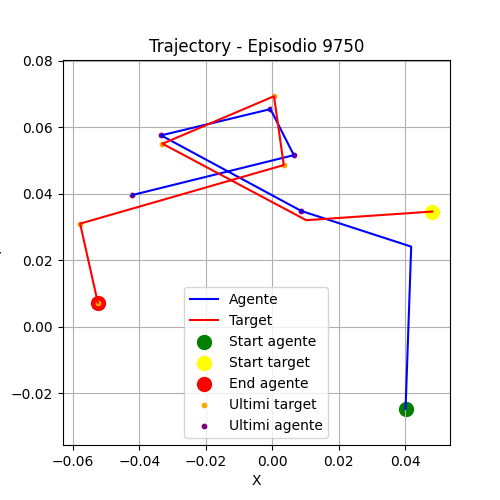 Trajectory - Episodio 9750
0.08
0.06
0.04
0.02
0.00
−0.02
Agente
Target
Start agente
Start target
End agente
Ultimi target
Ultimi agente
−0.06 −0.04 −0.02 0.00 0.02 0.04
X